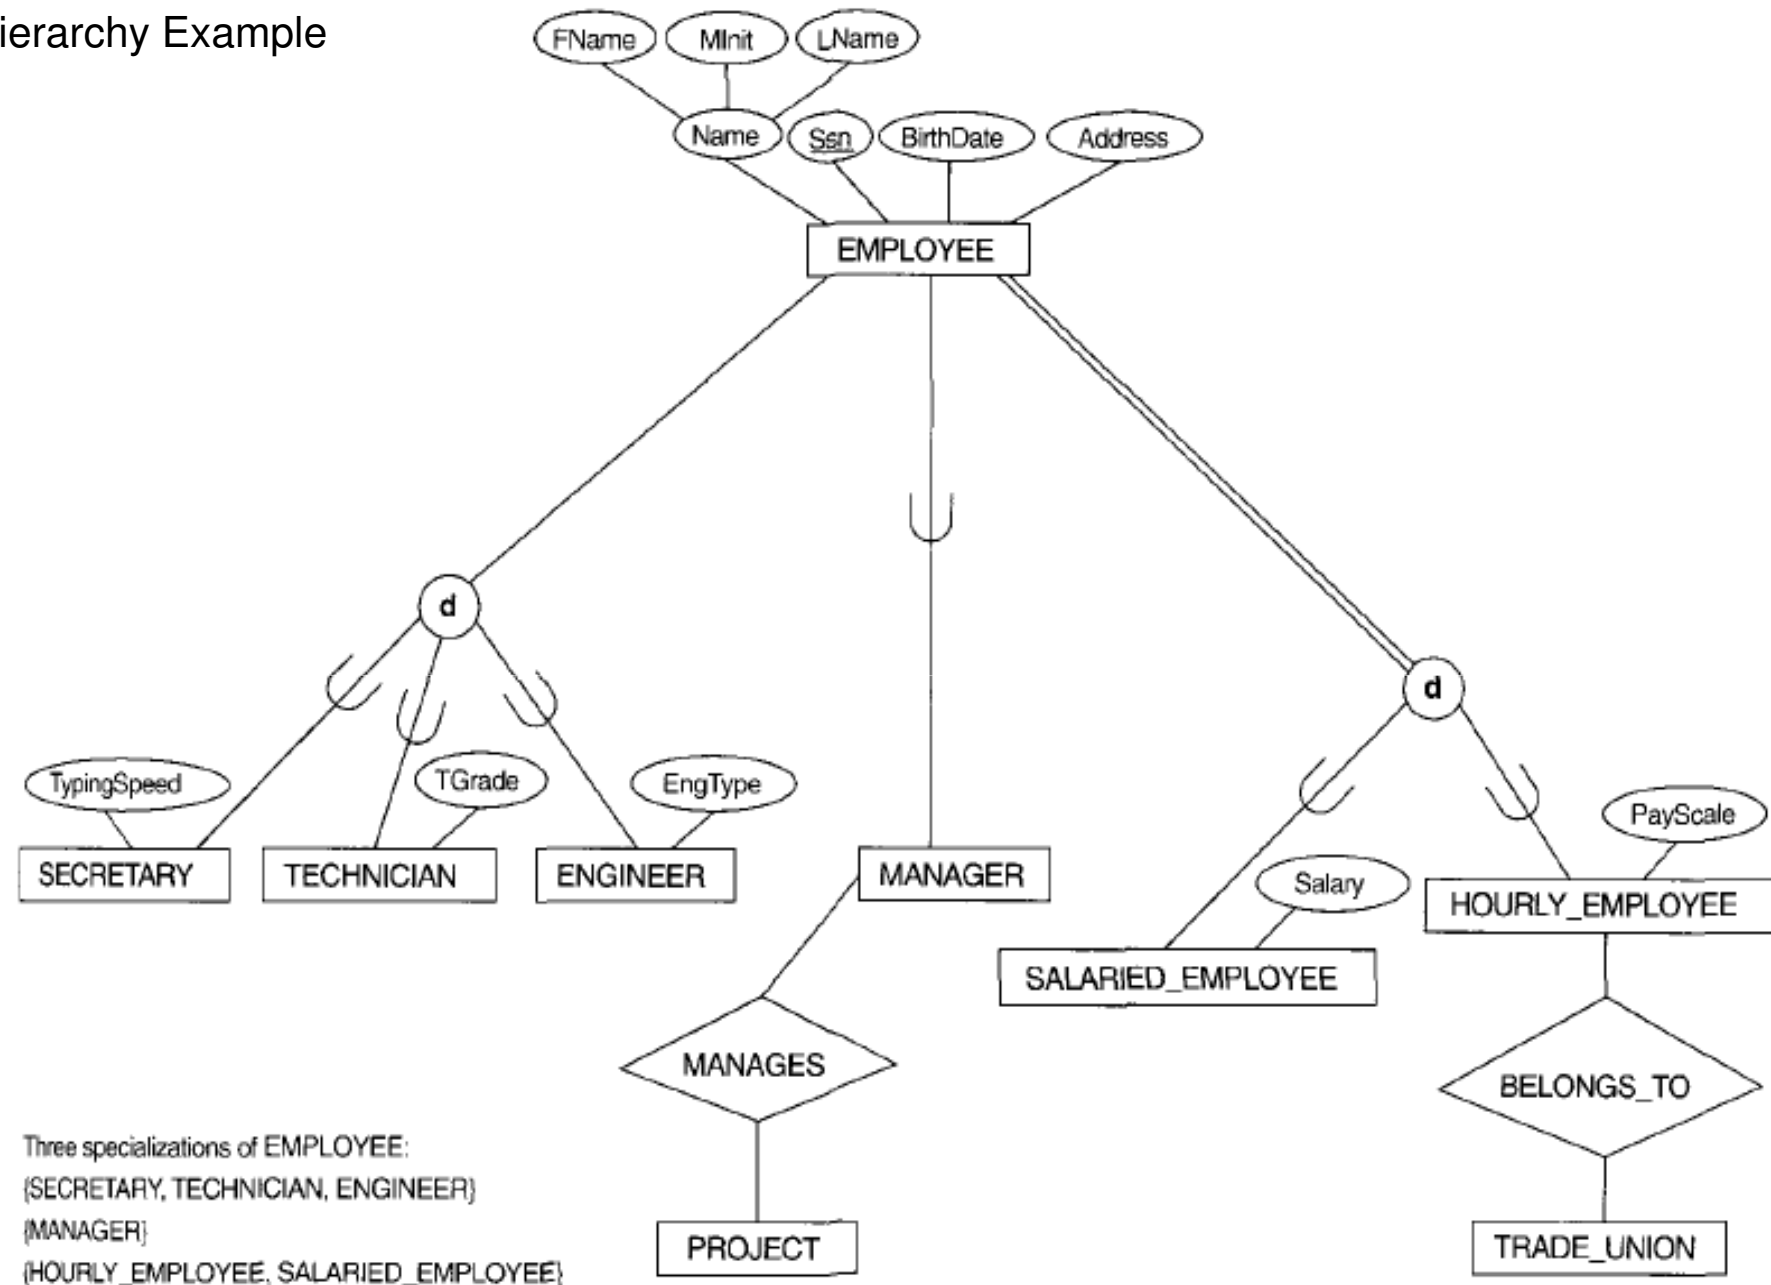 ierarchy Example
FName MInit LName
Name Ssn BirthDate Address
EMPLOYEE
d
d
TypingSpeed TGrade EngType
PayScale
SECRETARY TECHNICIAN ENGINEER MANAGER
Salary
HOURLY_EMPLOYEE
SALARIED_EMPLOYEE
MANAGES
BELONGS_TO
Three specializations of EMPLOYEE:
{SECRETARY, TECHNICIAN, ENGINEER}
{MANAGER}
{HOURLY_EMPLOYEE, SALARIED_EMPLOYEE}
PROJECT
TRADE_UNION